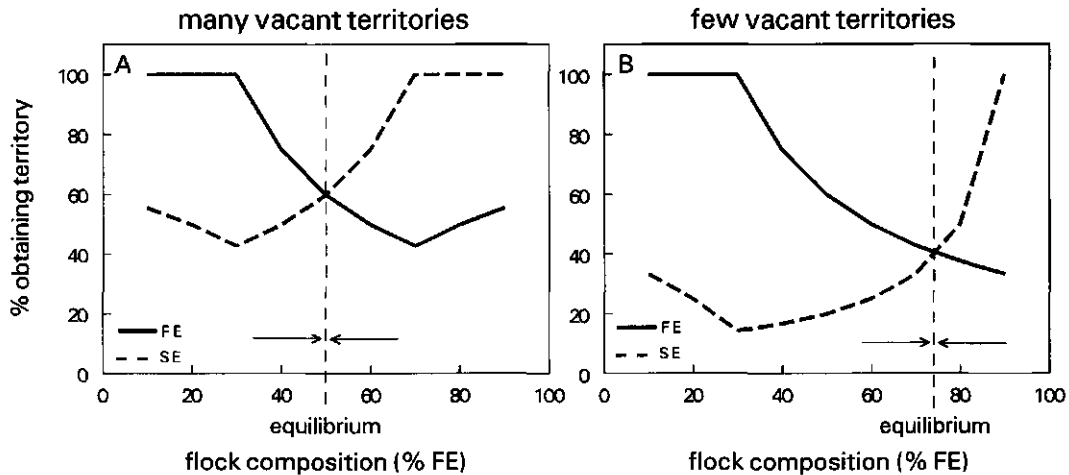 many vacant territories
few vacant territories
% obtaining territory
A
100
80
60
40
20
0
FE
SE
0 20 40 60 80 100
equilibrium
flock composition (% FE)
B
100
80
60
40
20
0
FE
SE
0 20 40 60 80 100
equilibrium
flock composition (% FE)